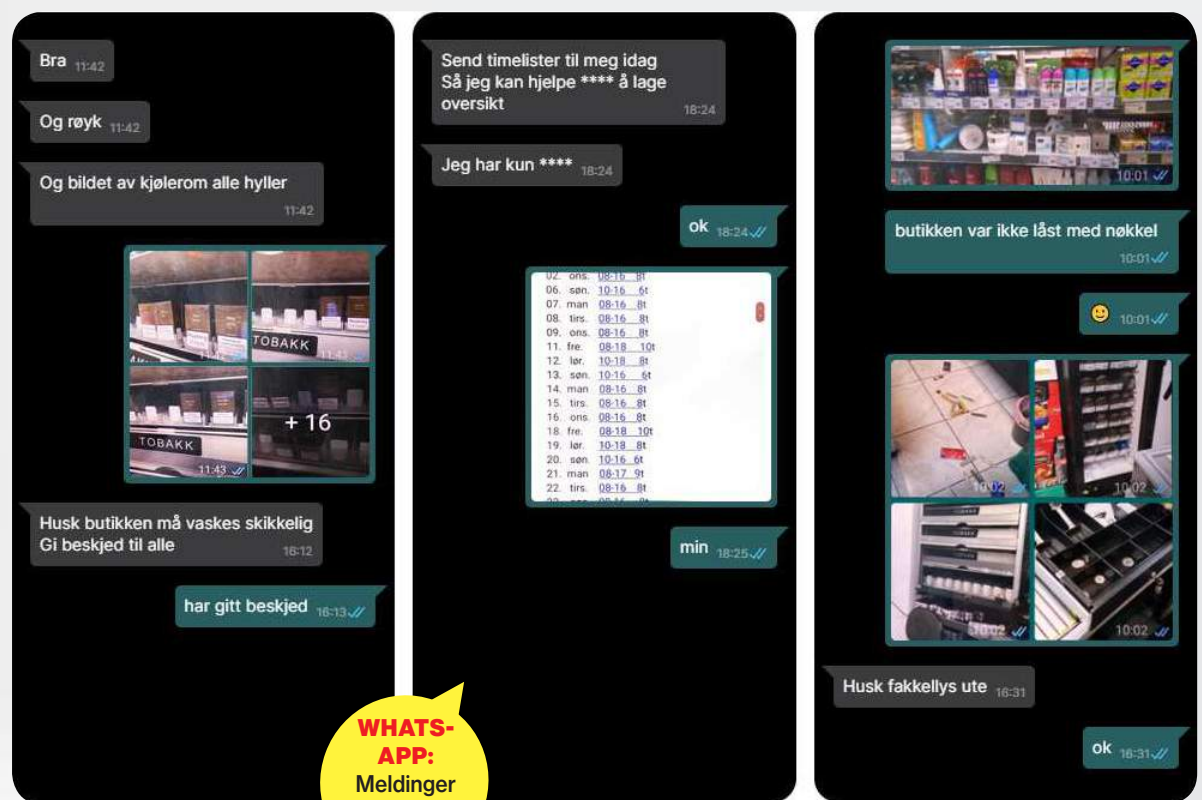 Bra 11:42
Og røyk 11:42
Og bildet av kjølerom alle hyller
11:42
TOBAKK
11:43
TOBAKK
11:43
+ 16
Husk butikken må vaskes skikkelig
Gi beskjed til alle 16:12
har gitt beskjed 16:13
Send timelister til meg idag
Så jeg kan hjelpe **** å lage
oversikt 18:24
Jeg har kun **** 18:24
ok 18:24
02. ons. 08-16 8t
06. søn. 10-16 6t
07. man 08-16 8t
08. tirs. 08-16 8t
09. ons. 08-16 8t
11. fre. 08-18 10t
12. lør. 10-18 8t
13. søn. 10-16 6t
14. man 08-16 8t
15. tirs. 08-16 8t
16. ons. 08-16 8t
18. fre. 08-18 10t
19. lør. 10-18 8t
20. søn. 10-16 6t
21. man 08-17 9t
22. tirs. 08-16 8t
min 18:25
10:01
butikken var ikke låst med nøkkel
10:01
10:01
10:02
10:02
10:02
10:02
Husk fakkellys ute 16:31
ok 16:31
WHATS-
APP:
Meldinger